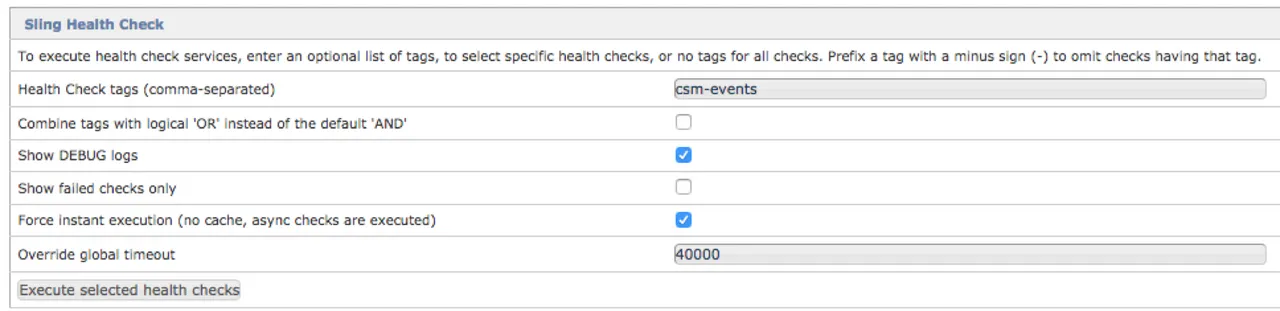 Sling Health Check
To execute health check services, enter an optional list of tags, to select specific health checks, or no tags for all checks. Prefix a tag with a minus sign (-) to omit checks having that tag.
Health Check tags (comma-separated) csm-events
Combine tags with logical 'OR' instead of the default 'AND'
Show DEBUG logs
Show failed checks only
Force instant execution (no cache, async checks are executed)
Override global timeout 40000
Execute selected health checks